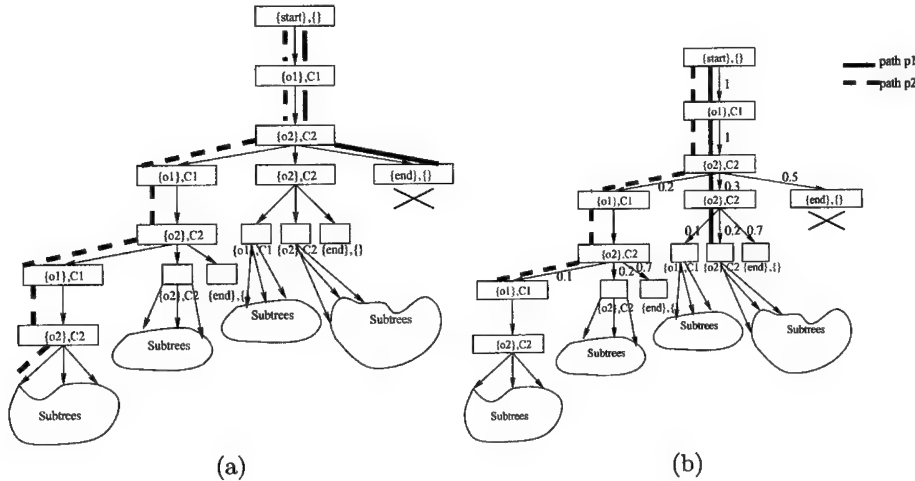 {start},{}
{o1},C1
{o2},C2
{o1},C1
{o2},C2
{end},{}
{o2},C2
{o1},C1
{o2},C2
{end},{}
{o1},C1
{o2},C2
{end},{}
{o2},C2
Subtrees
Subtrees
Subtrees
Subtrees
(a)
path p1
path p2
{start},{}
1
{o1},C1
1
{o2},C2
0.2
0.3
0.5
{o1},C1
{o2},C2
{end},{}
0.1
0.2
0.7
{o2},C2
{o1},C1
{o2},C2
{end},{}
0.1
0.2
0.7
{o1},C1
{o2},C2
{end},{}
{o2},C2
Subtrees
Subtrees
Subtrees
Subtrees
(b)